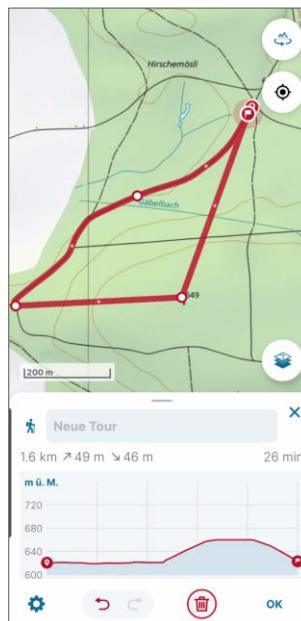 Hirschemösli
Gäbelbach
649
200 m
Neue Tour
1.6 km ↗ 49 m ↘ 46 m 26 min
m ü. M.
720
680
640
600
OK